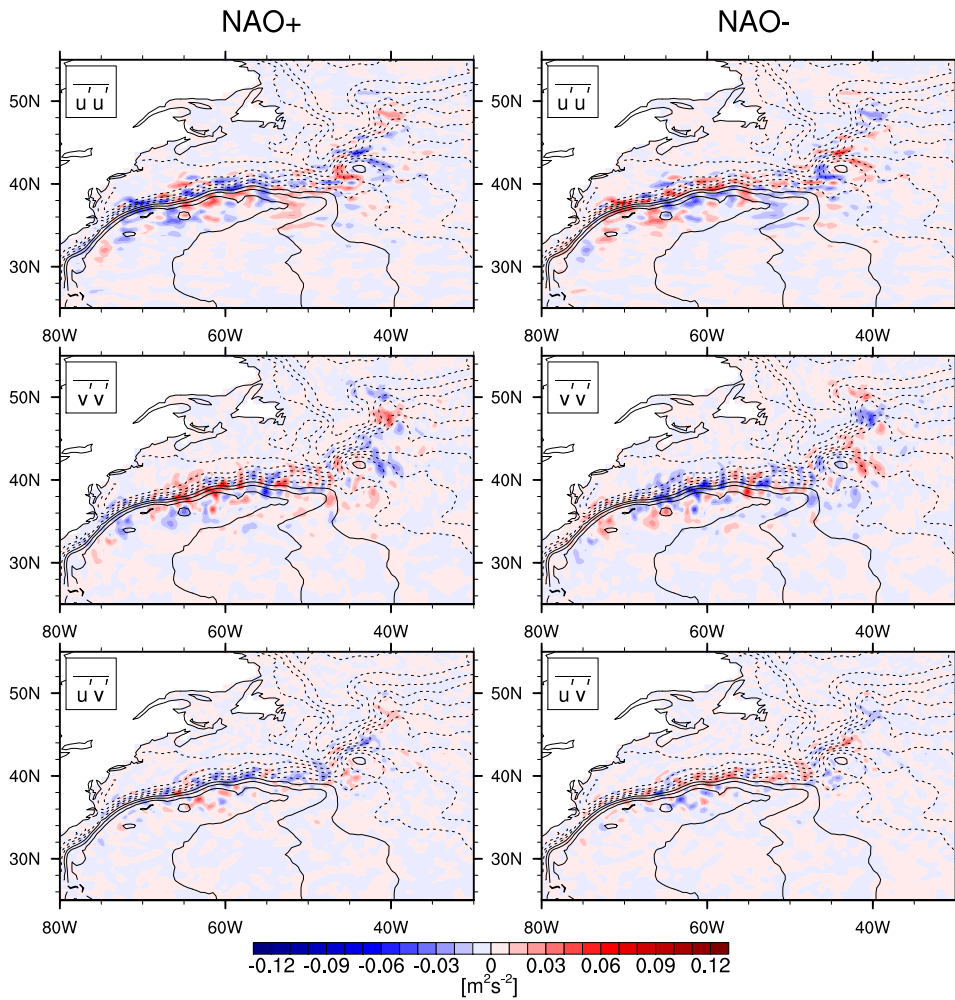 NAO+ NAO-
50N u'u' 50N u'u'
40N 40N
30N 30N
80W 60W 40W 80W 60W 40W
50N v'v' 50N v'v'
40N 40N
30N 30N
80W 60W 40W 80W 60W 40W
50N u'v' 50N u'v'
40N 40N
30N 30N
80W 60W 40W 80W 60W 40W
-0.12 -0.09 -0.06 -0.03 0 0.03 0.06 0.09 0.12
[m²s⁻²]